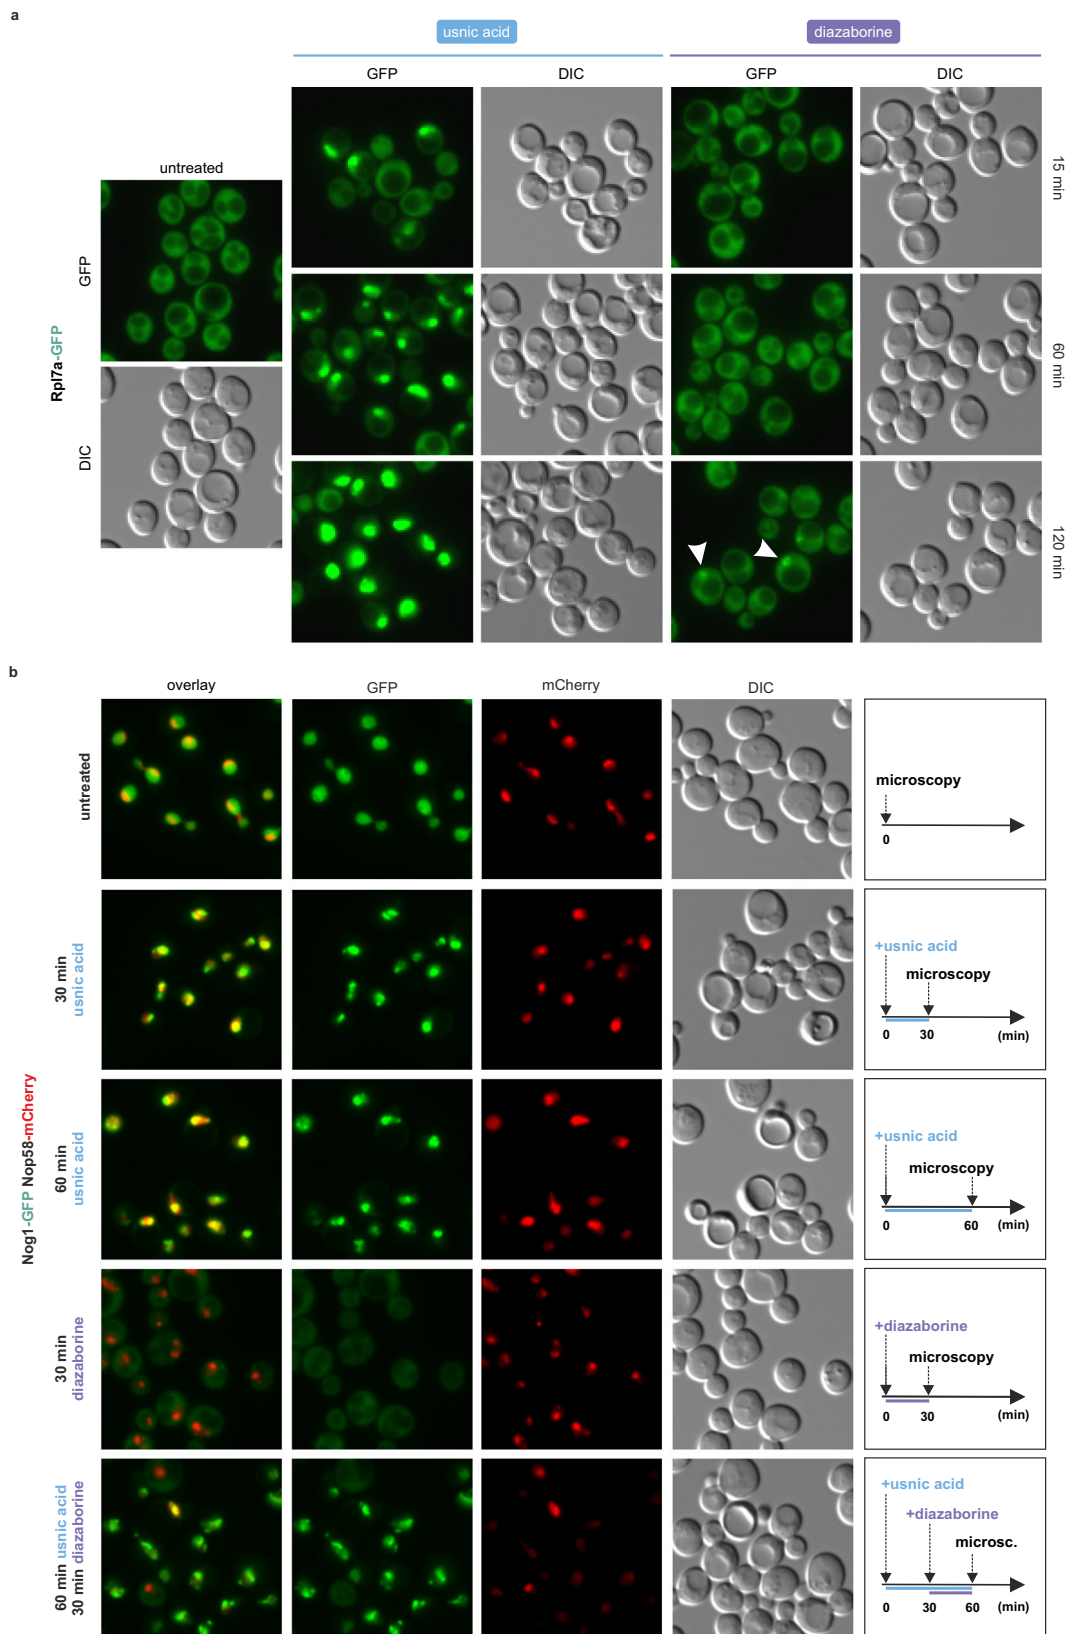 a
usnic acid
diazaborine
GFP
DIC
GFP
DIC
untreated
GFP
DIC
Rpl7a-GFP
15 min
60 min
120 min
b
overlay
GFP
mCherry
DIC
Nog1-GFP Nop58-mCherry
untreated
microscopy
0
30 min
usnic acid
+usnic acid
microscopy
0 30 (min)
60 min
usnic acid
+usnic acid
microscopy
0 60 (min)
30 min
diazaborine
+diazaborine
microscopy
0 30 (min)
60 min usnic acid
30 min diazaborine
+usnic acid
+diazaborine
microsc.
0 30 60 (min)